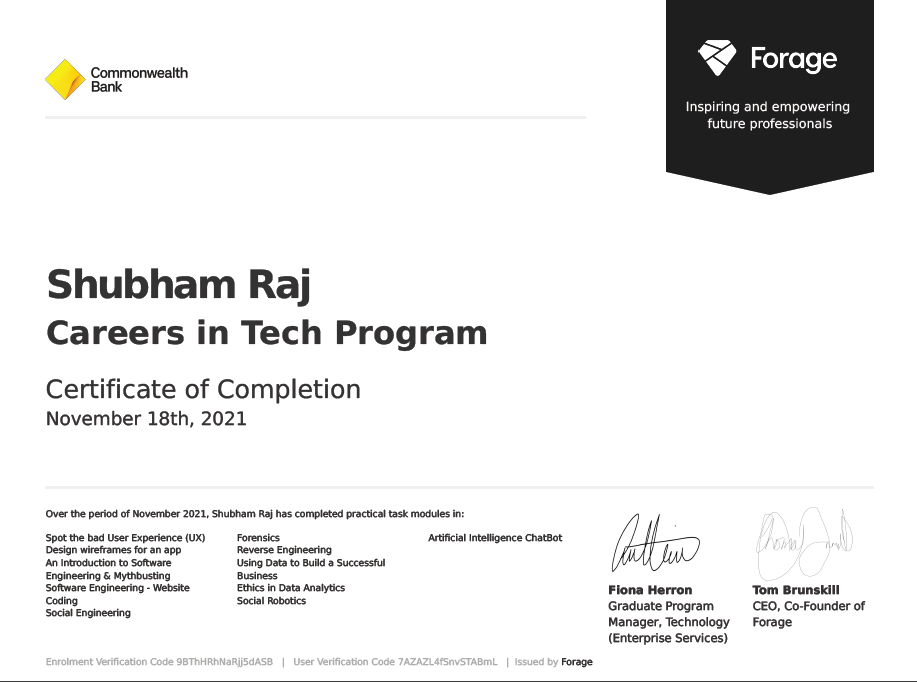 Commonwealth
Bank
Forage
Inspiring and empowering
future professionals
Shubham Raj
Careers in Tech Program
Certificate of Completion
November 18th, 2021
Over the period of November 2021, Shubham Raj has completed practical task modules in:
Spot the bad User Experience (UX)
Design wireframes for an app
An Introduction to Software
Engineering & Mythbusting
Software Engineering - Website
Coding
Social Engineering
Forensics
Reverse Engineering
Using Data to Build a Successful
Business
Ethics in Data Analytics
Social Robotics
Artificial Intelligence ChatBot
Fiona Herron
Graduate Program
Manager, Technology
(Enterprise Services)
Tom Brunskill
CEO, Co-Founder of
Forage
Enrolment Verification Code 9BThHRhNaRjj5dASB | User Verification Code 7AZAZL4fSnvSTABmL | Issued by Forage